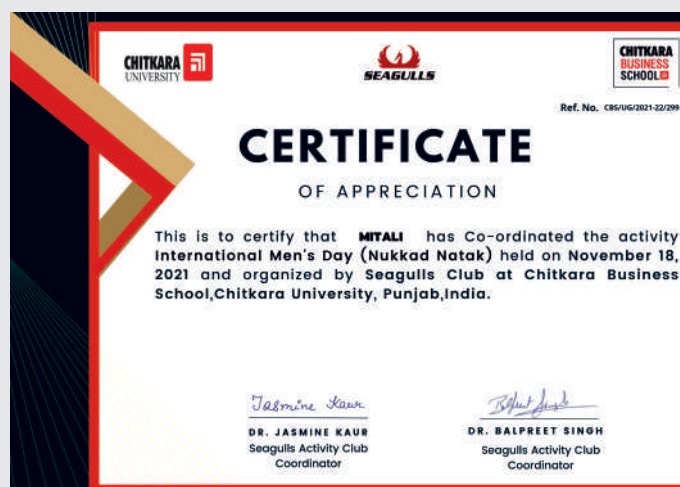 CHITKARA
UNIVERSITY
SEAGULLS
CHITKARA
BUSINESS
SCHOOL
Ref. No. CBS/UG/2021-22/299
CERTIFICATE
OF APPRECIATION
This is to certify that MITALI has Co-ordinated the activity
International Men's Day (Nukkad Natak) held on November 18,
2021 and organized by Seagulls Club at Chitkara Business
School,Chitkara University, Punjab,India.
Jasmine Kaur
DR. JASMINE KAUR
Seagulls Activity Club
Coordinator
Balpreet Singh
DR. BALPREET SINGH
Seagulls Activity Club
Coordinator